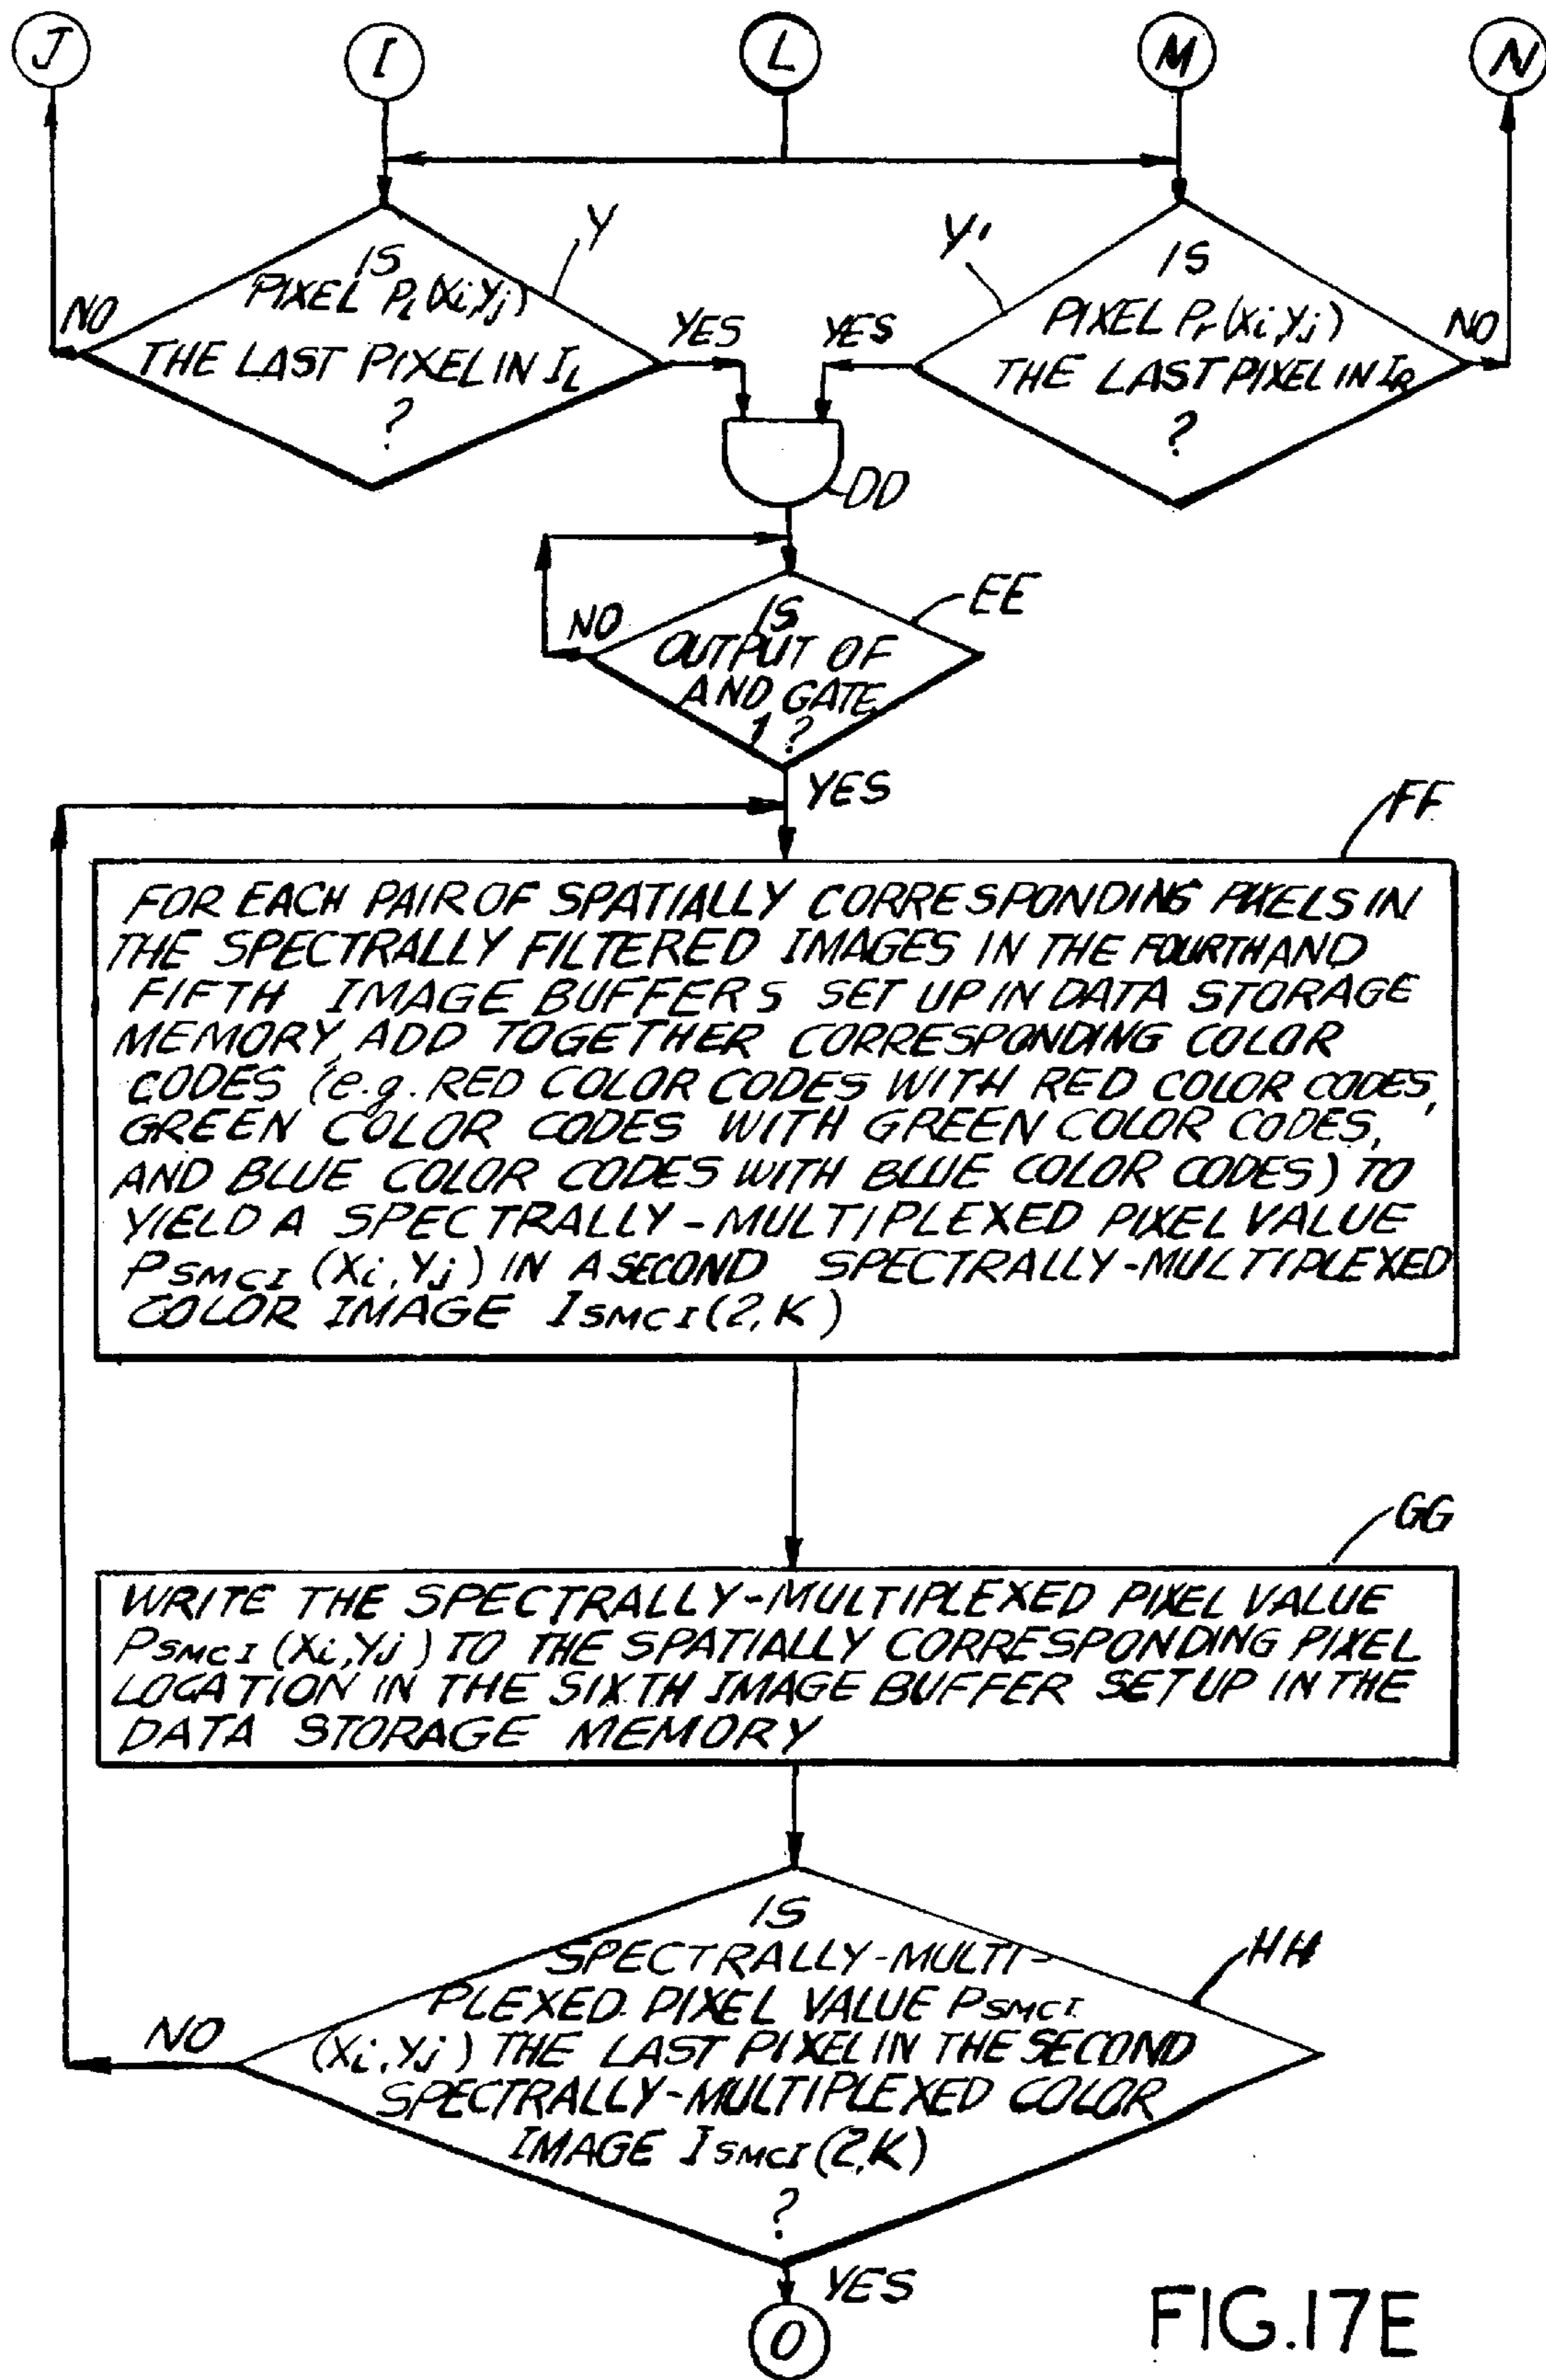 J
I
L
M
N
Y
Y'
IS
PIXEL Pl(Xi,Yj)
THE LAST PIXEL IN IL
?
NO
YES
IS
PIXEL Pr(Xi,Yj)
THE LAST PIXEL IN IR
?
YES
NO
DD
EE
IS
OUTPUT OF
AND GATE
1 ?
NO
YES
FF
FOR EACH PAIR OF SPATIALLY CORRESPONDING PIXELS IN
THE SPECTRALLY FILTERED IMAGES IN THE FOURTH AND
FIFTH IMAGE BUFFERS SET UP IN DATA STORAGE
MEMORY, ADD TOGETHER CORRESPONDING COLOR
CODES (e.g. RED COLOR CODES WITH RED COLOR CODES,
GREEN COLOR CODES WITH GREEN COLOR CODES,
AND BLUE COLOR CODES WITH BLUE COLOR CODES) TO
YIELD A SPECTRALLY-MULTIPLEXED PIXEL VALUE
PSMCI (Xi,Yj) IN A SECOND SPECTRALLY-MULTIPLEXED
COLOR IMAGE ISMCI(2,K)
GG
WRITE THE SPECTRALLY-MULTIPLEXED PIXEL VALUE
PSMCI (Xi,Yj) TO THE SPATIALLY CORRESPONDING PIXEL
LOCATION IN THE SIXTH IMAGE BUFFER SET UP IN THE
DATA STORAGE MEMORY
HH
IS
SPECTRALLY-MULTI-
PLEXED PIXEL VALUE PSMCI
(Xi,Yj) THE LAST PIXEL IN THE SECOND
SPECTRALLY-MULTIPLEXED COLOR
IMAGE ISMCI (2,K)
?
NO
YES
O
FIG.17E